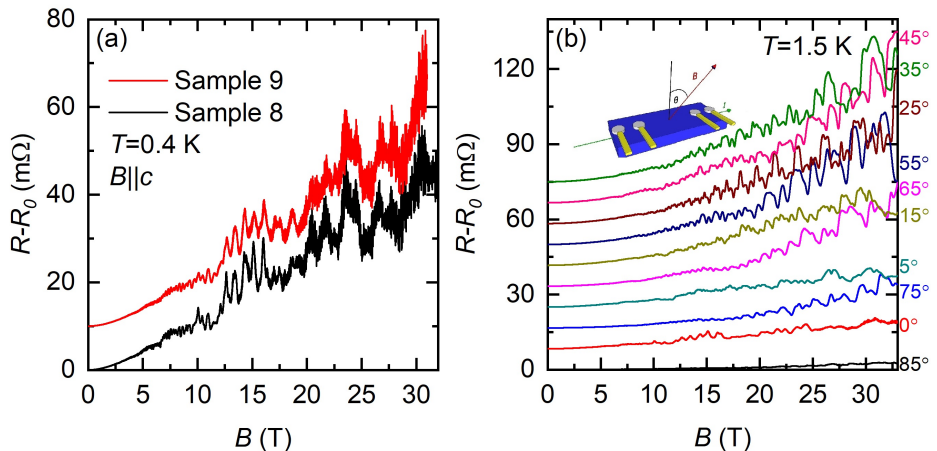 (a)
Sample 9
Sample 8
T=0.4 K
B||c
R-R0 (mΩ)
80
60
40
20
0
0 5 10 15 20 25 30
B (T)
(b)
T=1.5 K
B
θ
I
R-R0 (mΩ)
120
90
60
30
0
0 5 10 15 20 25 30
B (T)
45°
35°
25°
55°
65°
15°
5°
75°
0°
85°